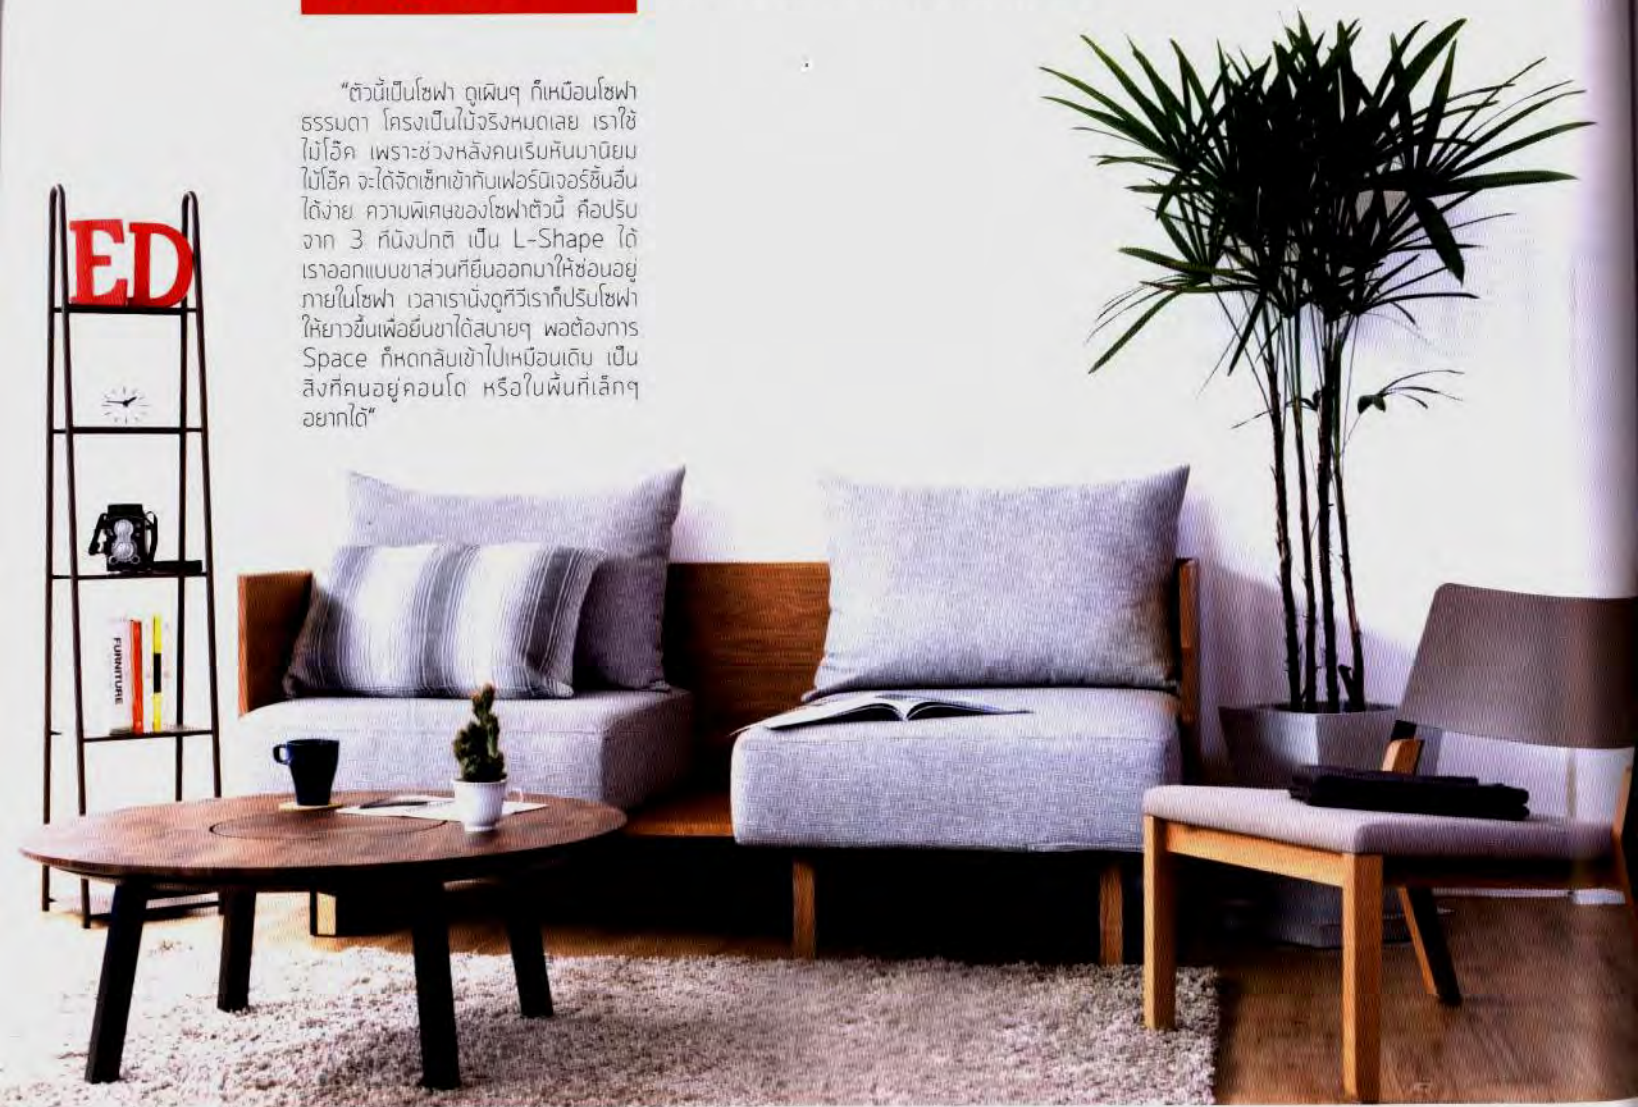 "ตัวนี้เป็นโซฟา ดูเผินๆ ก็เหมือนโซฟา
ธรรมดา โครงเป็นไม้จริงหมดเลย เราใช้
ไม้โอ๊ค เพราะช่วงหลังคนเริ่มหันมานิยม
ไม้โอ๊ค จะได้จัดเซ็ทเข้ากับเฟอร์นิเจอร์ชิ้นอื่น
ได้ง่าย ความพิเศษของโซฟาตัวนี้ คือปรับ
จาก 3 ที่นั่งปกติ เป็น L-Shape ได้
เราออกแบบขาส่วนที่ยื่นออกมาให้ซ่อนอยู่
ภายในโซฟา เวลาเรานั่งดูทีวีเราก็ปรับโซฟา
ให้ยาวขึ้นเพื่อยืนขาได้สบายๆ พอต้องการ
Space ก็หดกลับเข้าไปเหมือนเดิม เป็น
สิ่งที่คนอยู่คอนโด หรือในพื้นที่เล็กๆ
อยากได้"
ED
FURNITURE